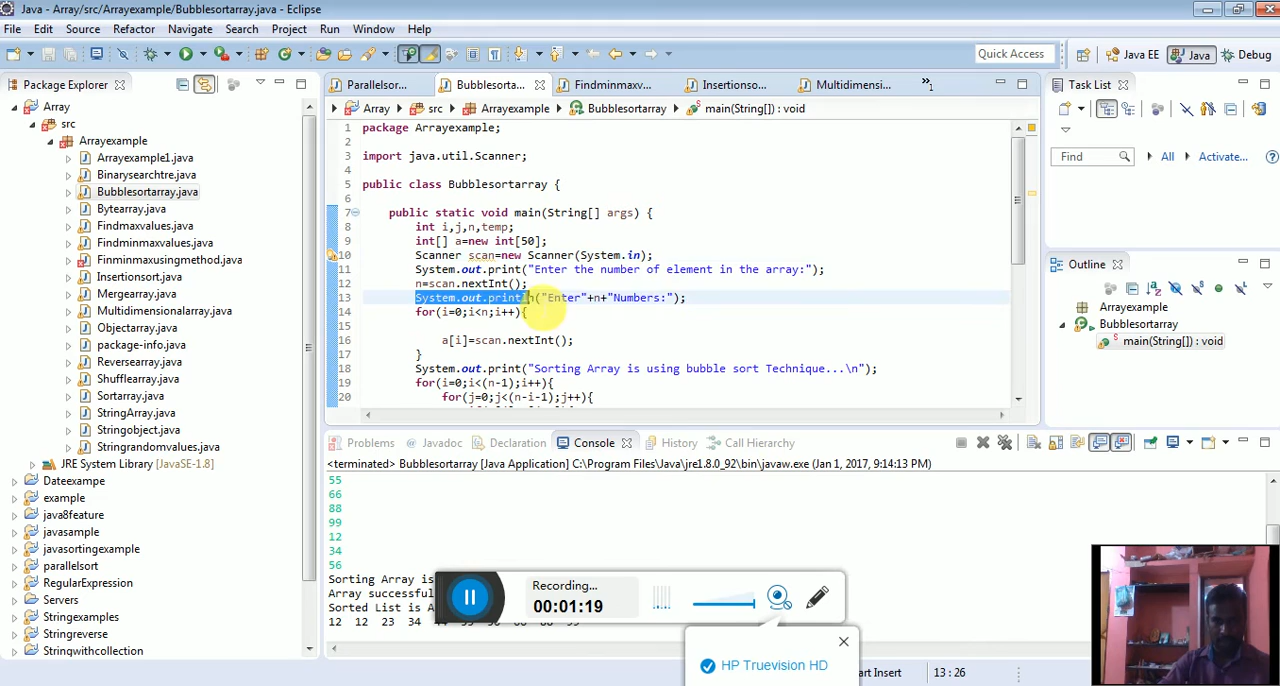 Java - Array/src/Arrayexample/Bubblesortarray.java - Eclipse
File Edit Source Refactor Navigate Search Project Run Window Help
Quick Access Java EE Java Debug
Package Explorer
Array
src
Arrayexample
Arrayexample1.java
Binarysearchtre.java
Bubblesortarray.java
Bytearray.java
Findmaxvalues.java
Findminmaxvalues.java
Finminmaxusingmethod.java
Insertionsort.java
Mergearray.java
Multidimensionalarray.java
Objectarray.java
package-info.java
Reversearray.java
Shufflearray.java
Sortarray.java
StringArray.java
Stringobject.java
Stringrandomvalues.java
JRE System Library [JavaSE-1.8]
Dateexampe
example
java8feature
javasample
javasortingexample
parallelsort
RegularExpression
Servers
Stringexamples
Stringreverse
Stringwithcollection
Parallelsor... Bubblesorta... Findminmaxv... Insertionso... Multidimensi... »1
Array src Arrayexample Bubblesortarray main(String[]) : void
1 package Arrayexample;
2
3 import java.util.Scanner;
4
5 public class Bubblesortarray {
6
7 public static void main(String[] args) {
8 int i,j,n,temp;
9 int[] a=new int[50];
10 Scanner scan=new Scanner(System.in);
11 System.out.print("Enter the number of element in the array:");
12 n=scan.nextInt();
13 System.out.println("Enter"+n+"Numbers:");
14 for(i=0;i<n;i++){
15
16 a[i]=scan.nextInt();
17 }
18 System.out.print("Sorting Array is using bubble sort Technique...\n");
19 for(i=0;i<(n-1);i++){
20 for(j=0;j<(n-i-1);j++){
Task List
Find All Activate...
Outline
Arrayexample
Bubblesortarray
main(String[]) : void
Problems Javadoc Declaration Console History Call Hierarchy
<terminated> Bubblesortarray [Java Application] C:\Program Files\Java\jre1.8.0_92\bin\javaw.exe (Jan 1, 2017, 9:14:13 PM)
55
66
88
99
12
34
56
Sorting Array is
Array successful
Sorted List is A
12 12 23 34
Recording...
00:01:19
HP Truevision HD
art Insert 13 : 26